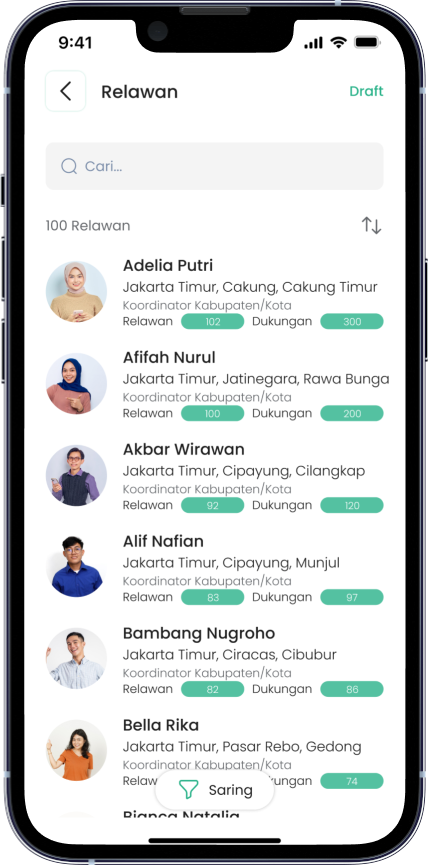 9:41
Relawan
Draft
Cari...
100 Relawan
Adelia Putri
Jakarta Timur, Cakung, Cakung Timur
Koordinator Kabupaten/Kota
Relawan 102 Dukungan 300
Afifah Nurul
Jakarta Timur, Jatinegara, Rawa Bunga
Koordinator Kabupaten/Kota
Relawan 100 Dukungan 200
Akbar Wirawan
Jakarta Timur, Cipayung, Cilangkap
Koordinator Kabupaten/Kota
Relawan 92 Dukungan 120
Alif Nafian
Jakarta Timur, Cipayung, Munjul
Koordinator Kabupaten/Kota
Relawan 83 Dukungan 97
Bambang Nugroho
Jakarta Timur, Ciracas, Cibubur
Koordinator Kabupaten/Kota
Relawan 82 Dukungan 86
Bella Rika
Jakarta Timur, Pasar Rebo, Gedong
Koordinator Kabupaten/Kota
Relaw ungan 74
Saring
Bianca Natalia